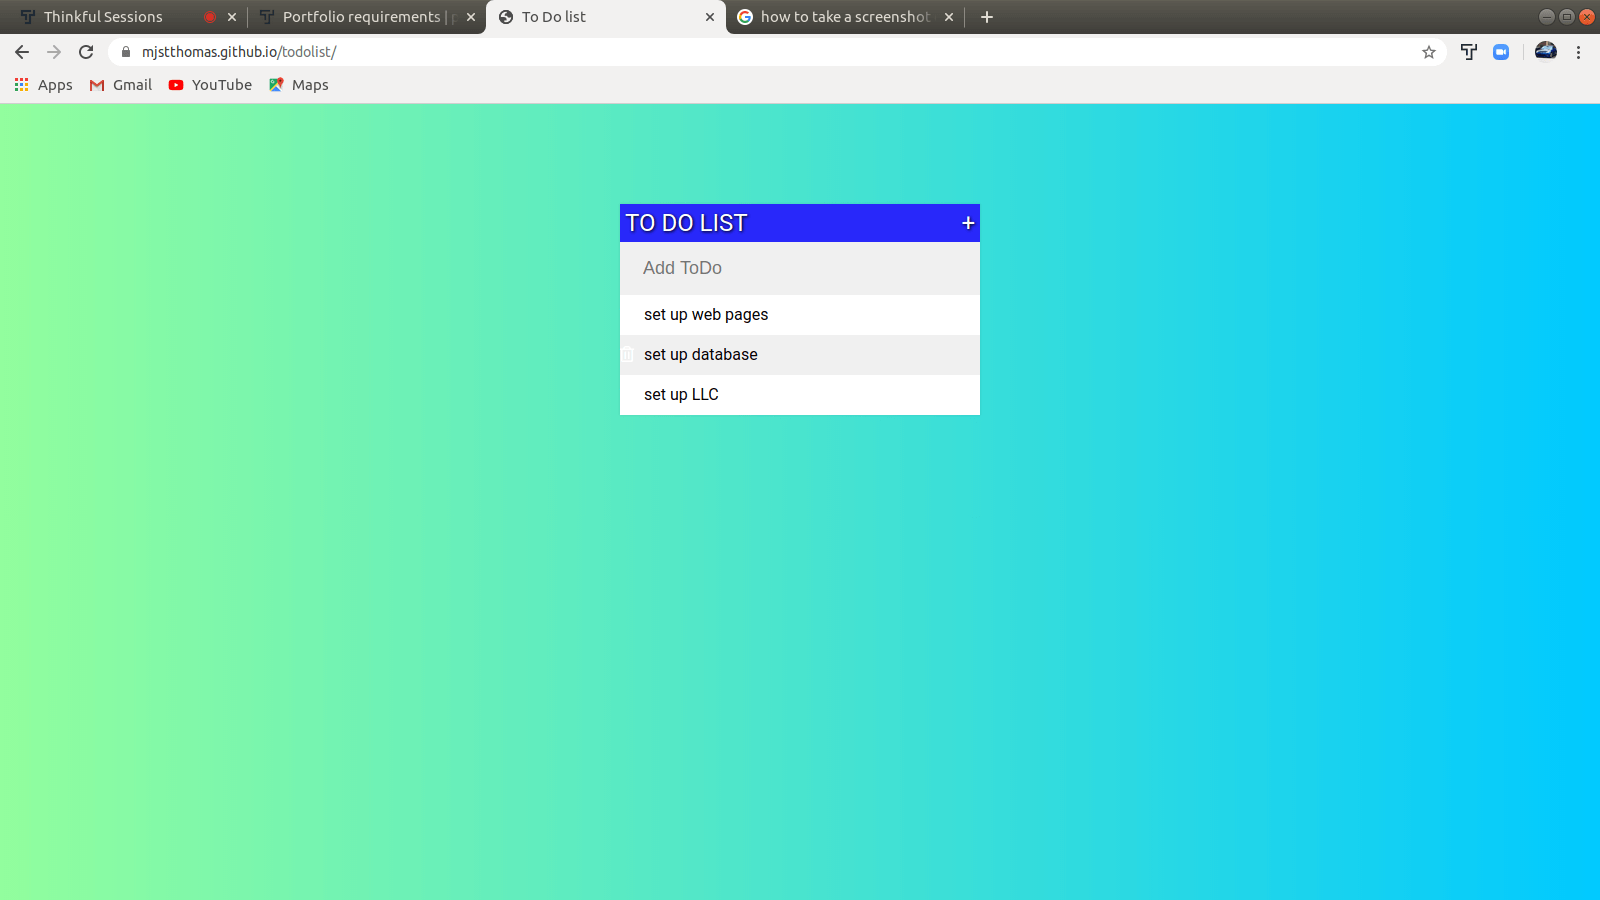 Thinkful Sessions
Portfolio requirements |
To Do list
how to take a screenshot
mjstthomas.github.io/todolist/
Apps
Gmail
YouTube
Maps
TO DO LIST +
Add ToDo
set up web pages
set up database
set up LLC